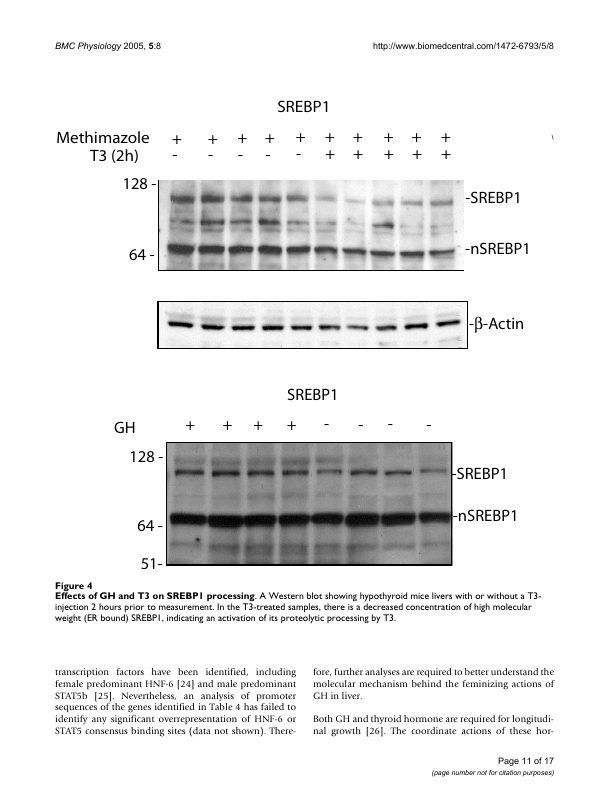 BMC Physiology 2005, 5:8
http://www.biomedcentral.com/1472-6793/5/8
SREBP1
Methimazole + + + + + + + + + +
T3 (2h) - - - - - + + + + +
128 -
-SREBP1
64 -
-nSREBP1
-β-Actin
SREBP1
GH + + + + - - - -
128 -
-SREBP1
-nSREBP1
64 -
51-
Figure 4
Effects of GH and T3 on SREBP1 processing. A Western blot showing hypothyroid mice livers with or without a T3-
injection 2 hours prior to measurement. In the T3-treated samples, there is a decreased concentration of high molecular
weight (ER bound) SREBP1, indicating an activation of its proteolytic processing by T3.
transcription factors have been identified, including
female predominant HNF-6 [24] and male predominant
STAT5b [25]. Nevertheless, an analysis of promoter
sequences of the genes identified in Table 4 has failed to
identify any significant overrepresentation of HNF-6 or
STAT5 consensus binding sites (data not shown). There-
fore, further analyses are required to better understand the
molecular mechanism behind the feminizing actions of
GH in liver.
Both GH and thyroid hormone are required for longitudi-
nal growth [26]. The coordinate actions of these hor-
Page 11 of 17
(page number not for citation purposes)